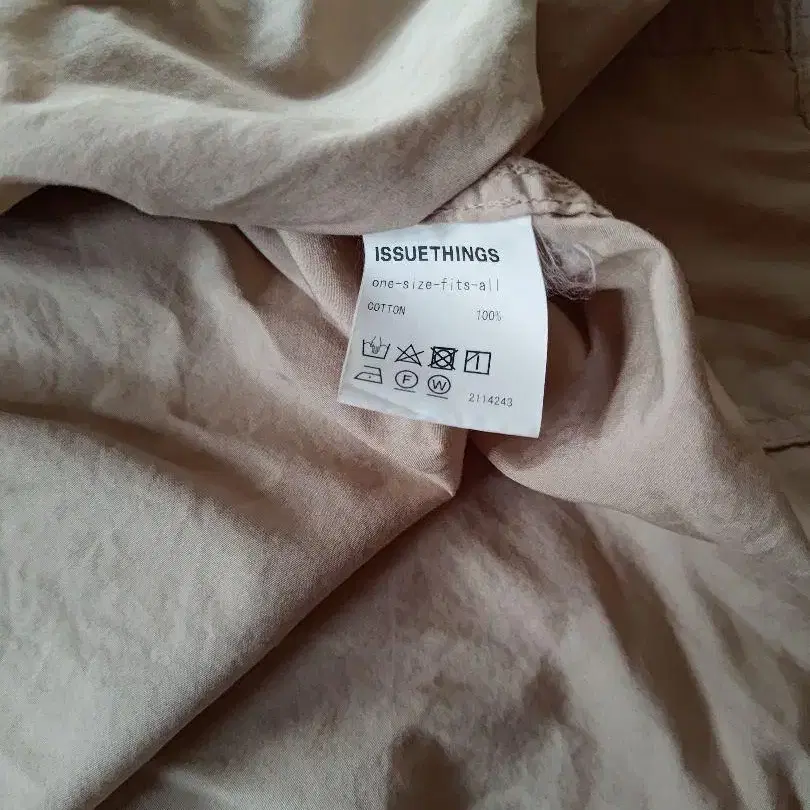 ISSUETHINGS
one-size-fits-all
COTTON 100%
F W
2114243